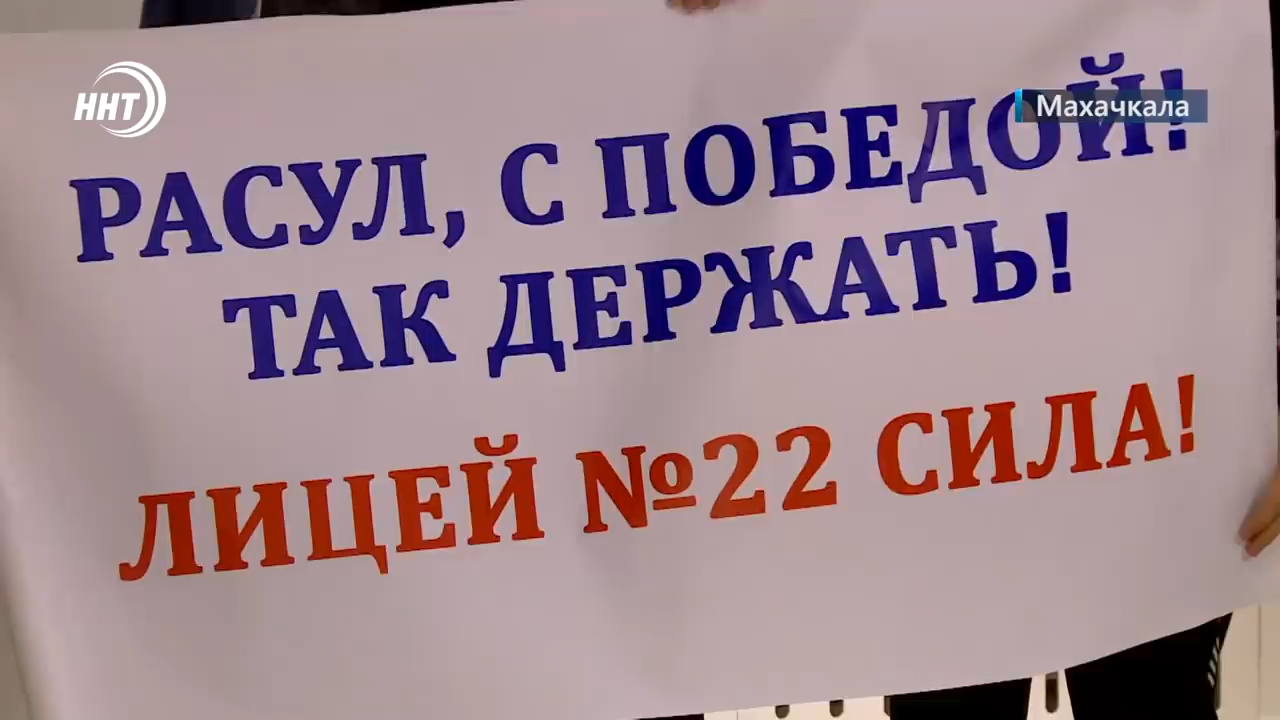 ННТ
Махачкала
РАСУЛ, С ПОБЕДОЙ!
ТАК ДЕРЖАТЬ!
ЛИЦЕЙ №22 СИЛА!